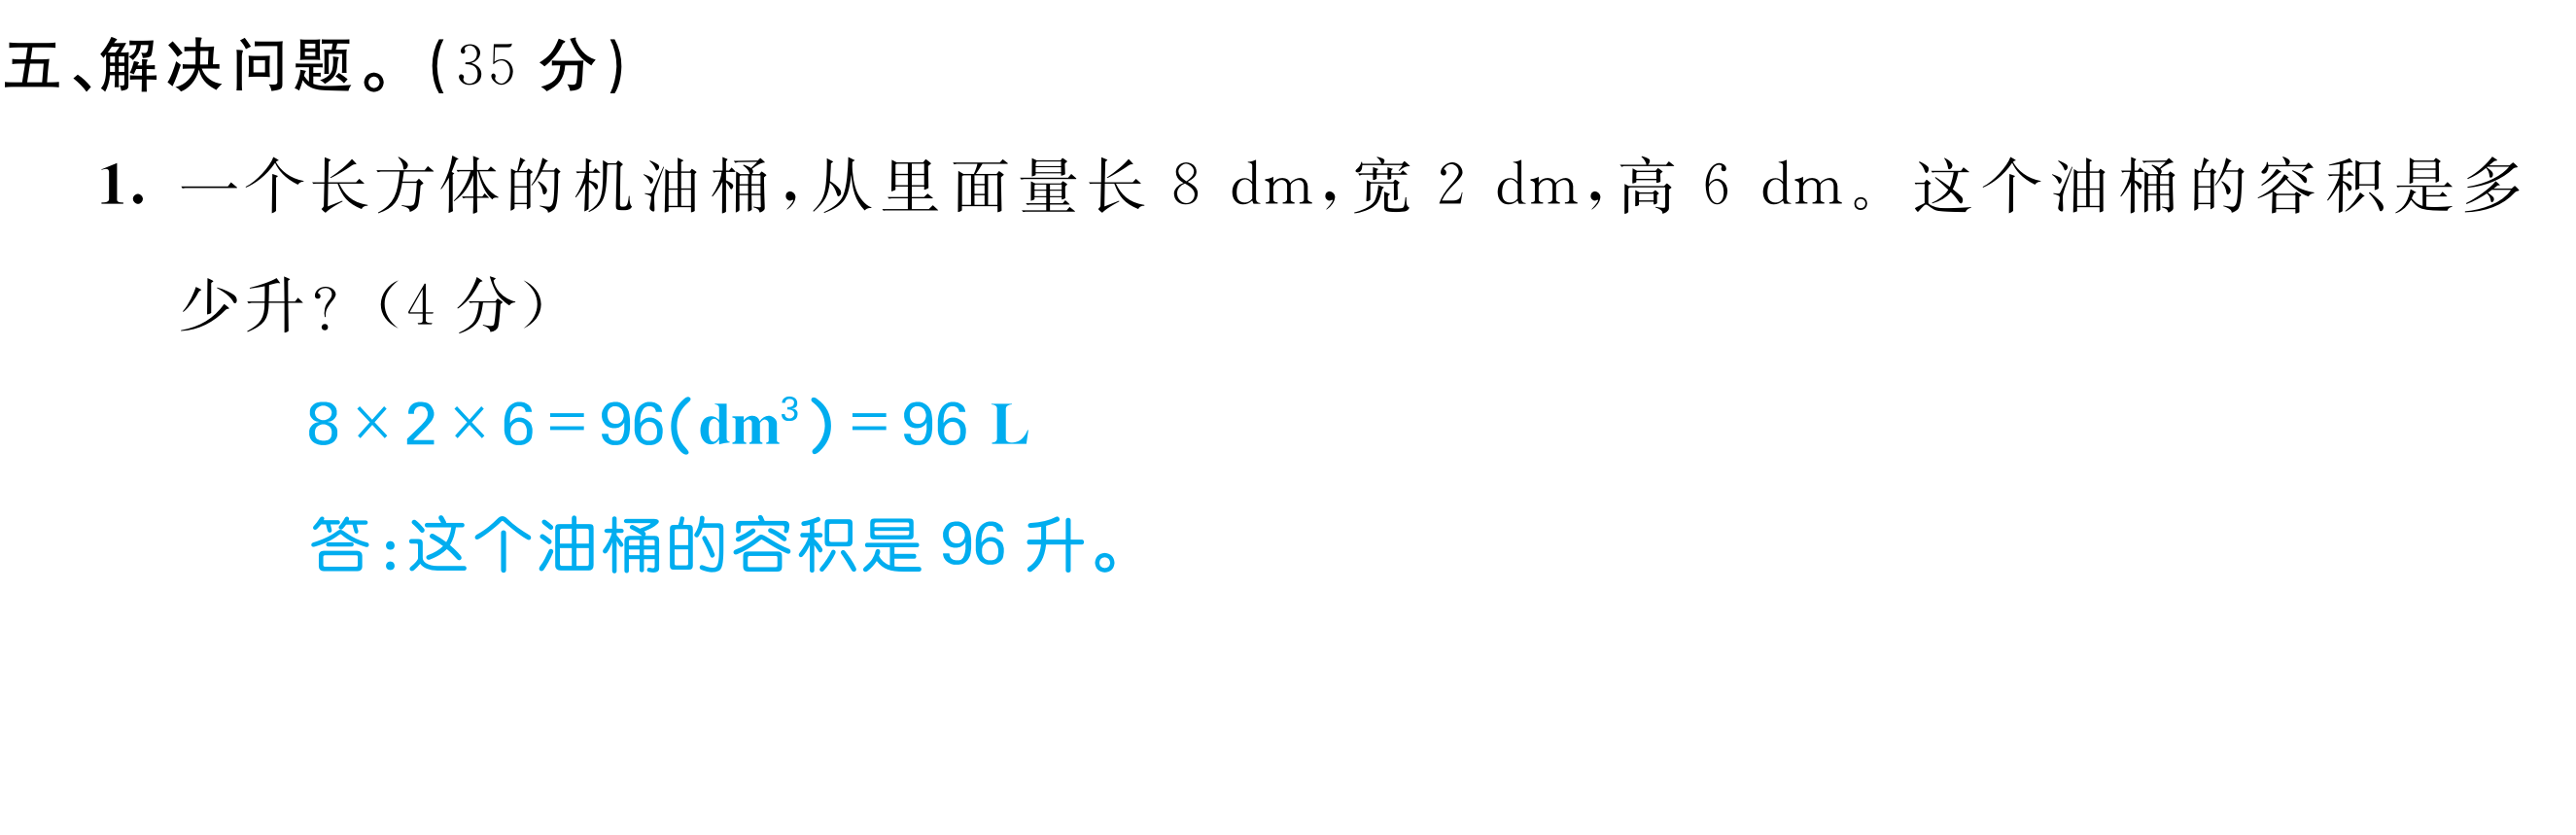 五、解决问题。(35 分)
1. 一个长方体的机油桶,从里面量长 8 dm,宽 2 dm,高 6 dm。这个油桶的容积是多
少升?(4 分)
8×2×6=96(dm³)=96 L
答:这个油桶的容积是 96 升。